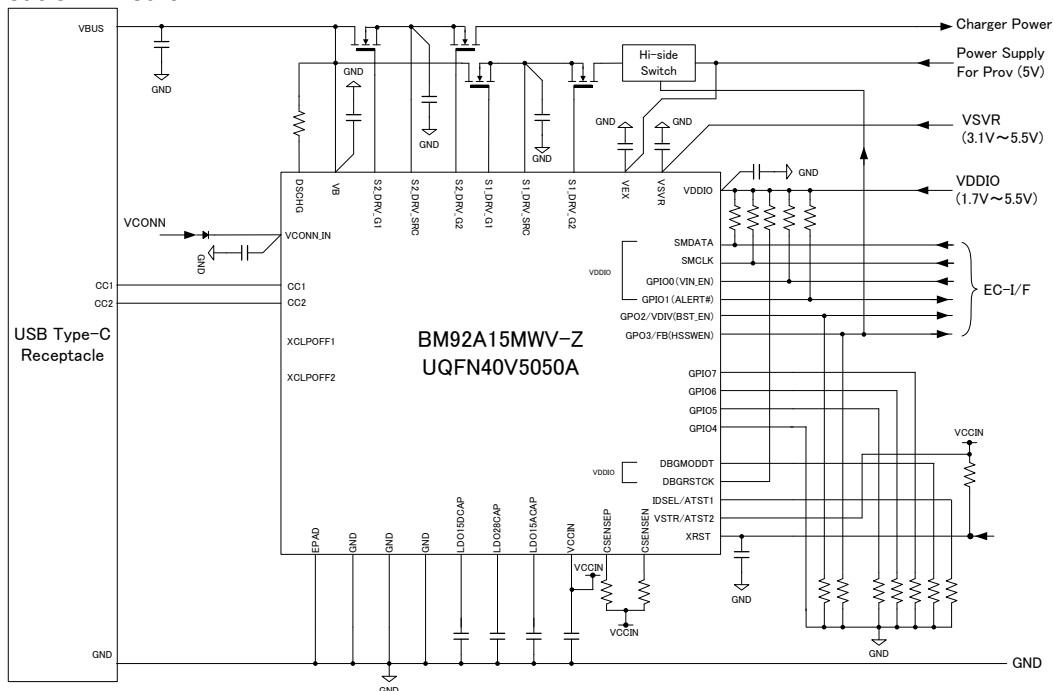 VBUS
Charger Power
Hi-side
Switch
Power Supply
For Prov (5V)
GND
GND
GND
GND
GND
GND
VSVR
(3.1V～5.5V)
GND
VDDIO
(1.7V～5.5V)
DSCHG
VB
S2_DRV_G1
S2_DRV_SRC
S2_DRV_G2
S1_DRV_G1
S1_DRV_SRC
S1_DRV_G2
VEX
VSVR
VDDIO
VCONN
VCONN_IN
GND
SMDATA
SMCLK
VDDIO
GPIO0(VIN_EN)
GPIO1(ALERT#)
GPO2/VDIV(BST_EN)
GPO3/FB(HSSWEN)
EC-I/F
CC1
CC1
CC2
CC2
USB Type-C
Receptacle
XCLPOFF1
XCLPOFF2
BM92A15MWV-Z
UQFN40V5050A
GPIO7
GPIO6
GPIO5
GPIO4
VCCIN
VDDIO
DBGMODDT
DBGRSTCK
IDSEL/ATST1
VSTR/ATST2
XRST
EPAD
GND
GND
GND
LDO15DCAP
LDO28CAP
LDO15ACAP
VCCIN
CSENSEP
CSENSEN
VCCIN
VCCIN
GND
GND
GND
GND
GND